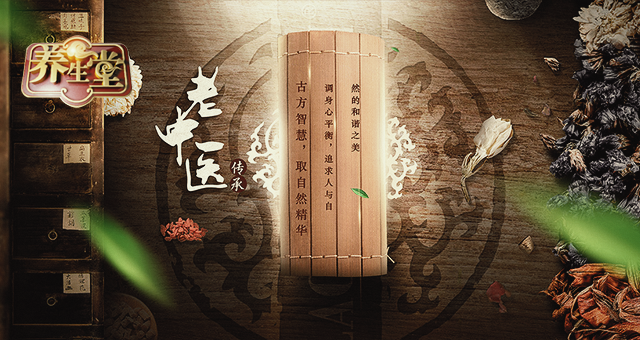 养生堂
老中医
传承
古方智慧，取自然精华
调身心平衡，追求人与自
然的和谐之美